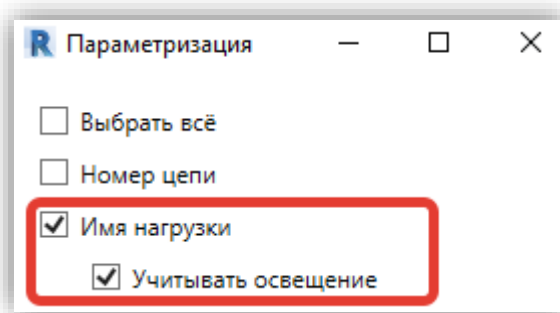 Параметризация
Выбрать всё
Номер цепи
Имя нагрузки
Учитывать освещение